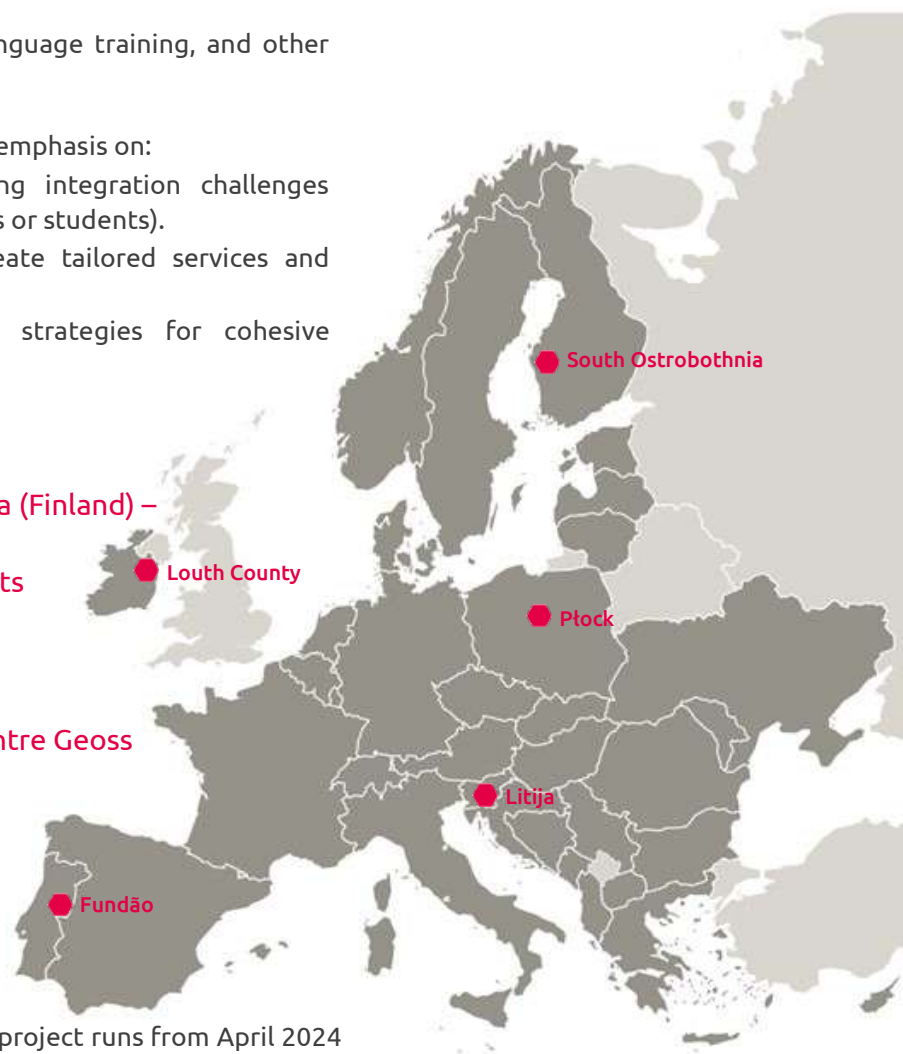 nguage training, and other
emphasis on:
ng integration challenges
s or students).
eate tailored services and
strategies for cohesive
South Ostrobothnia
a (Finland) –
Louth County
ts
Płock
ntre Geoss
Litija
Fundão
project runs from April 2024